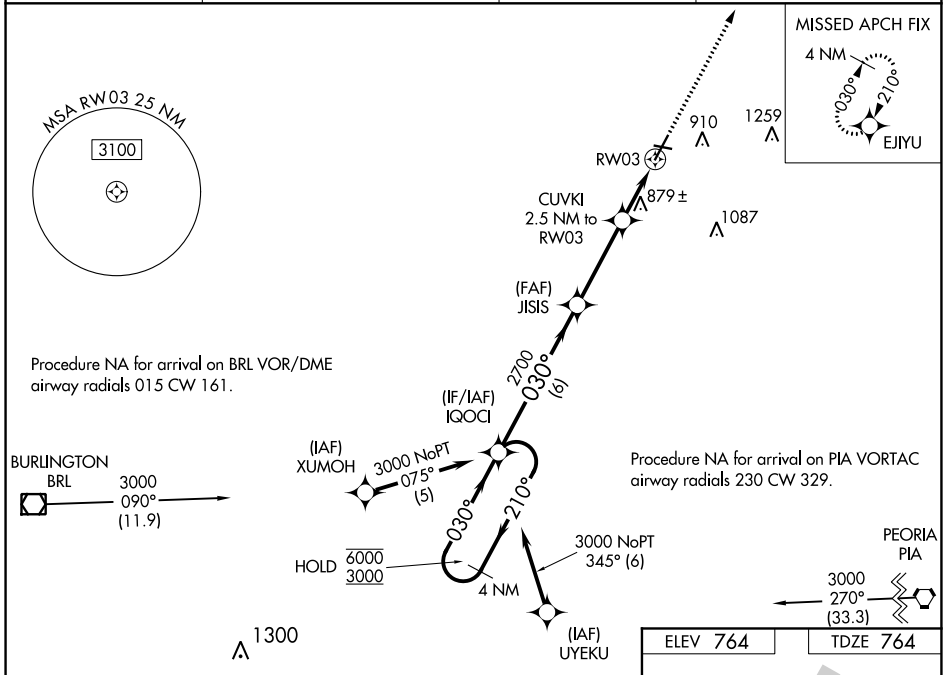 MISSED APCH FIX
4 NM
030°
210°
EJIYU
MSA RW03 25 NM
3100
910
1259
RW03
879 ±
CUVKI
2.5 NM to
RW03
1087
(FAF)
JISIS
Procedure NA for arrival on BRL VOR/DME
airway radials 015 CW 161.
2700
030°
(6)
(IF/IAF)
IQOCI
(IAF)
XUMOH
3000 NoPT
075°
(5)
BURLINGTON
BRL
3000
090°
(11.9)
Procedure NA for arrival on PIA VORTAC
airway radials 230 CW 329.
030°
210°
HOLD
6000
3000
4 NM
3000 NoPT
345° (6)
(IAF)
UYEKU
PEORIA
PIA
3000
270°
(33.3)
1300
ELEV 764
TDZE 764